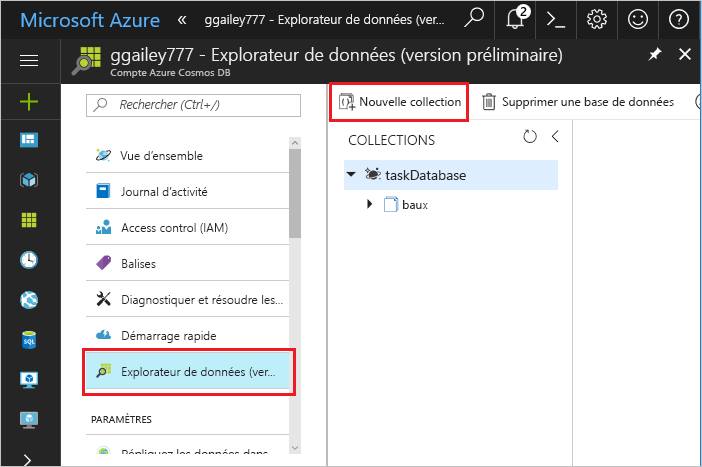 Microsoft Azure « ggailey777 - Explorateur de données (ver... 2
ggailey777 - Explorateur de données (version préliminaire)
Compte Azure Cosmos DB
Rechercher (Ctrl+/)
Vue d'ensemble
Journal d'activité
Access control (IAM)
Balises
Diagnostiquer et résoudre les...
Démarrage rapide
Explorateur de données (ver...
PARAMÈTRES
Répliquez les données dans
Nouvelle collection
Supprimer une base de données
COLLECTIONS
taskDatabase
baux
SQL